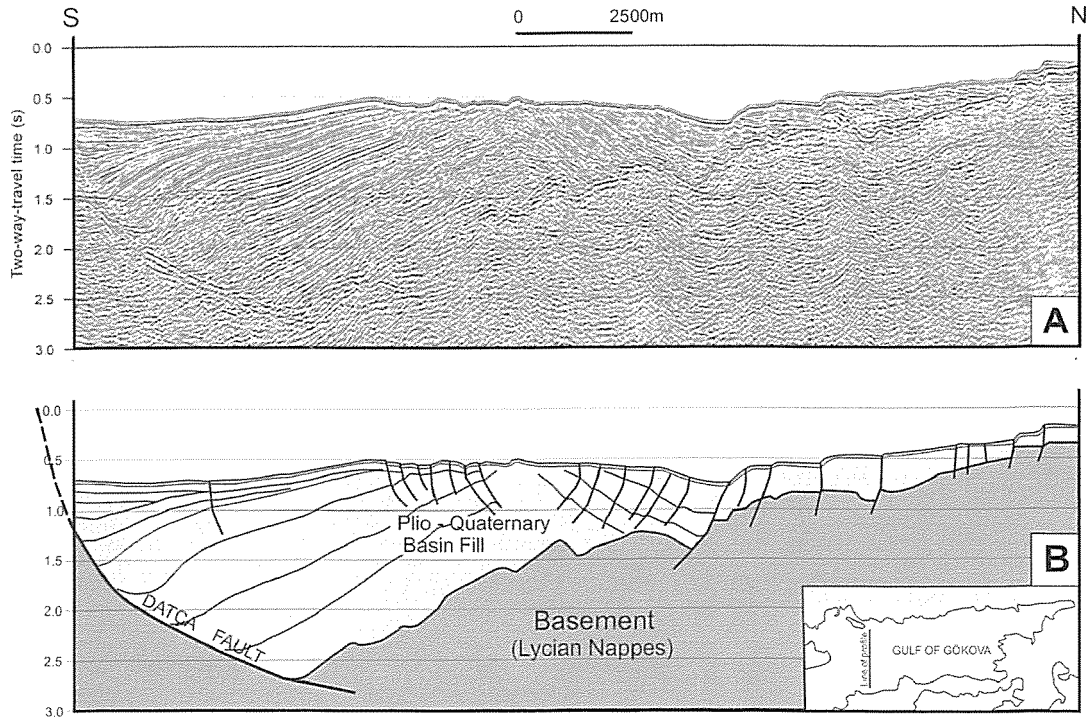 S
N
0 2500m
0.0
0.5
1.0
1.5
2.0
2.5
3.0
Two-way-travel time (s)
A
0.0
0.5
1.0
1.5
2.0
2.5
3.0
Plio - Quaternary
Basin Fill
DATÇA FAULT
Basement
(Lycian Nappes)
B
Line of profile
GULF OF GÖKOVA